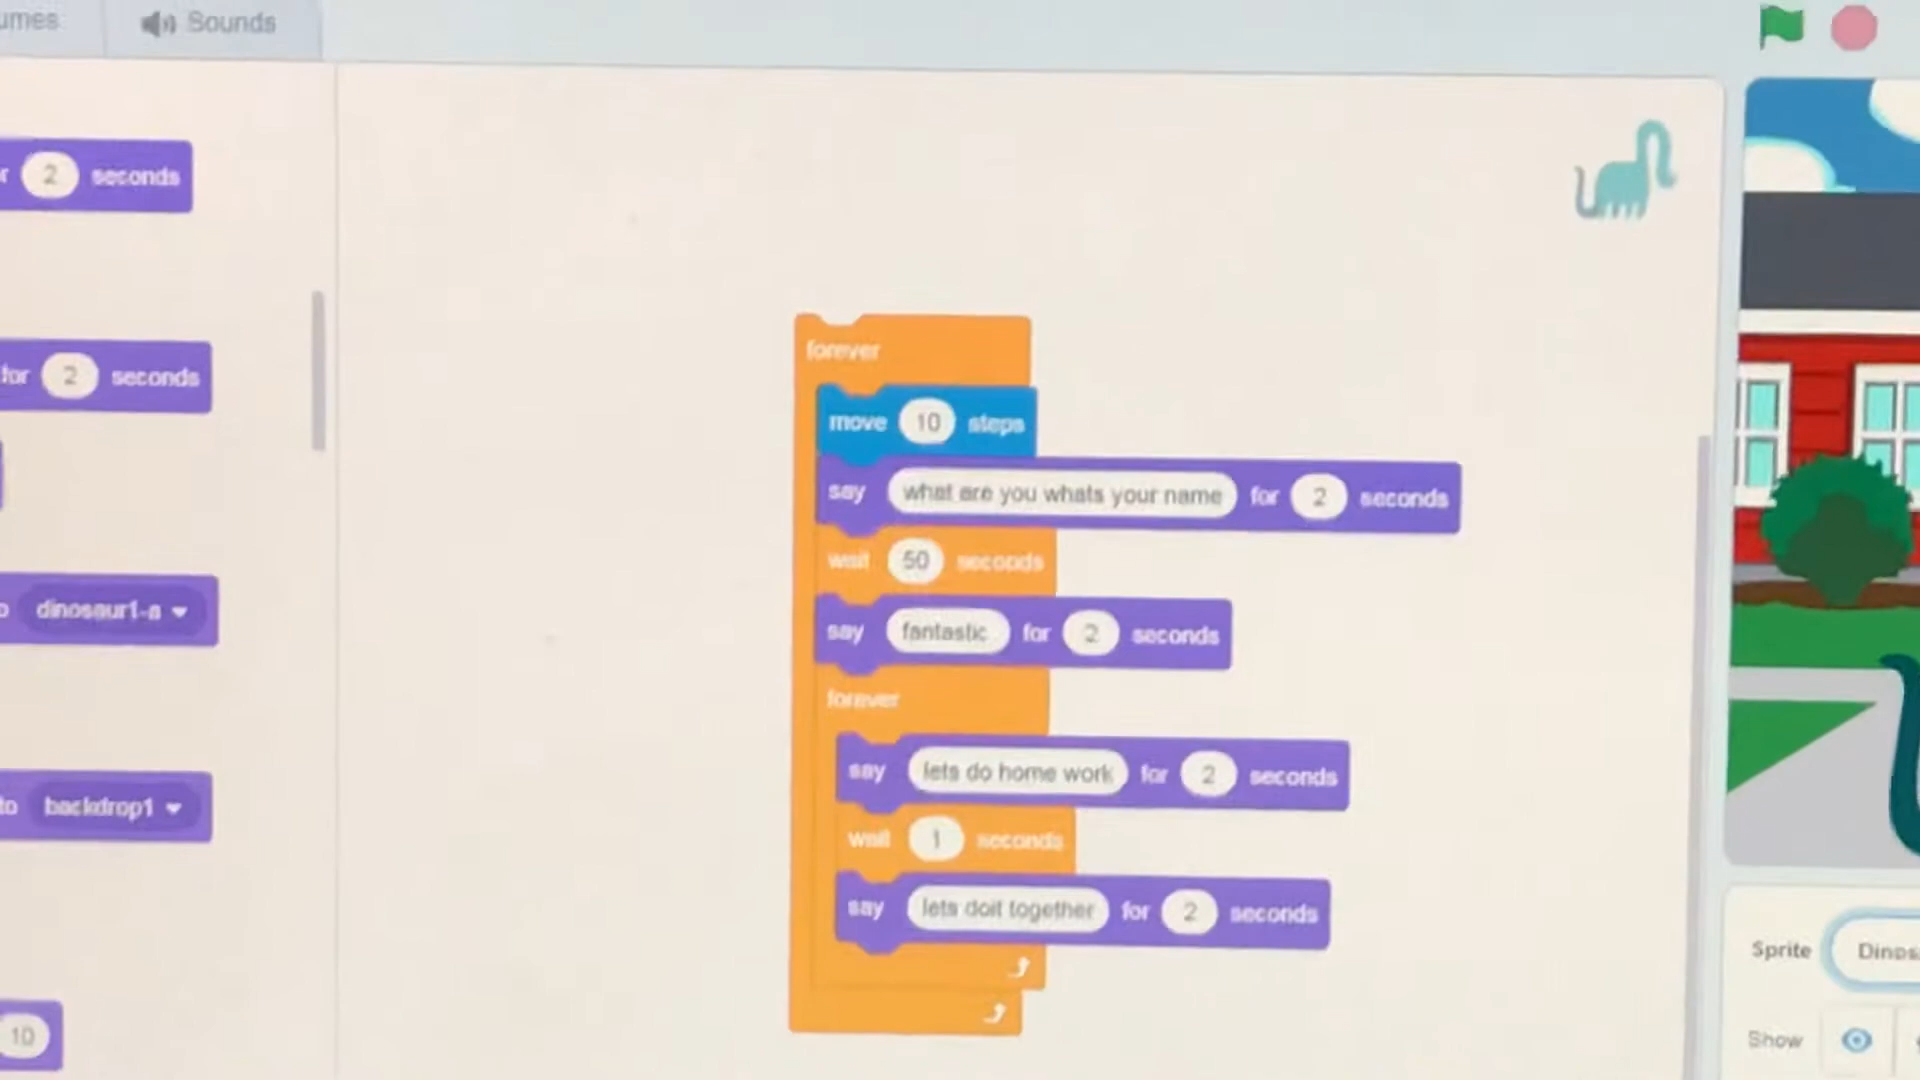 Sounds
2 seconds
for 2 seconds
dinosaur1-a
to backdrop1
10
forever
move 10 steps
say what are you whats your name for 2 seconds
wait 50 seconds
say fantastic for 2 seconds
forever
say lets do home work for 2 seconds
wait 1 seconds
say lets doit together for 2 seconds
Sprite
Show